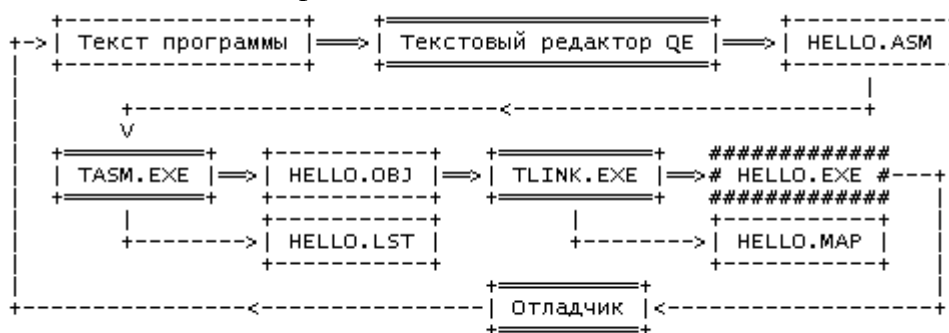 Текст программы Текстовый редактор QE HELLO.ASM
TASM.EXE HELLO.OBJ TLINK.EXE HELLO.EXE
HELLO.LST HELLO.MAP
Отладчик